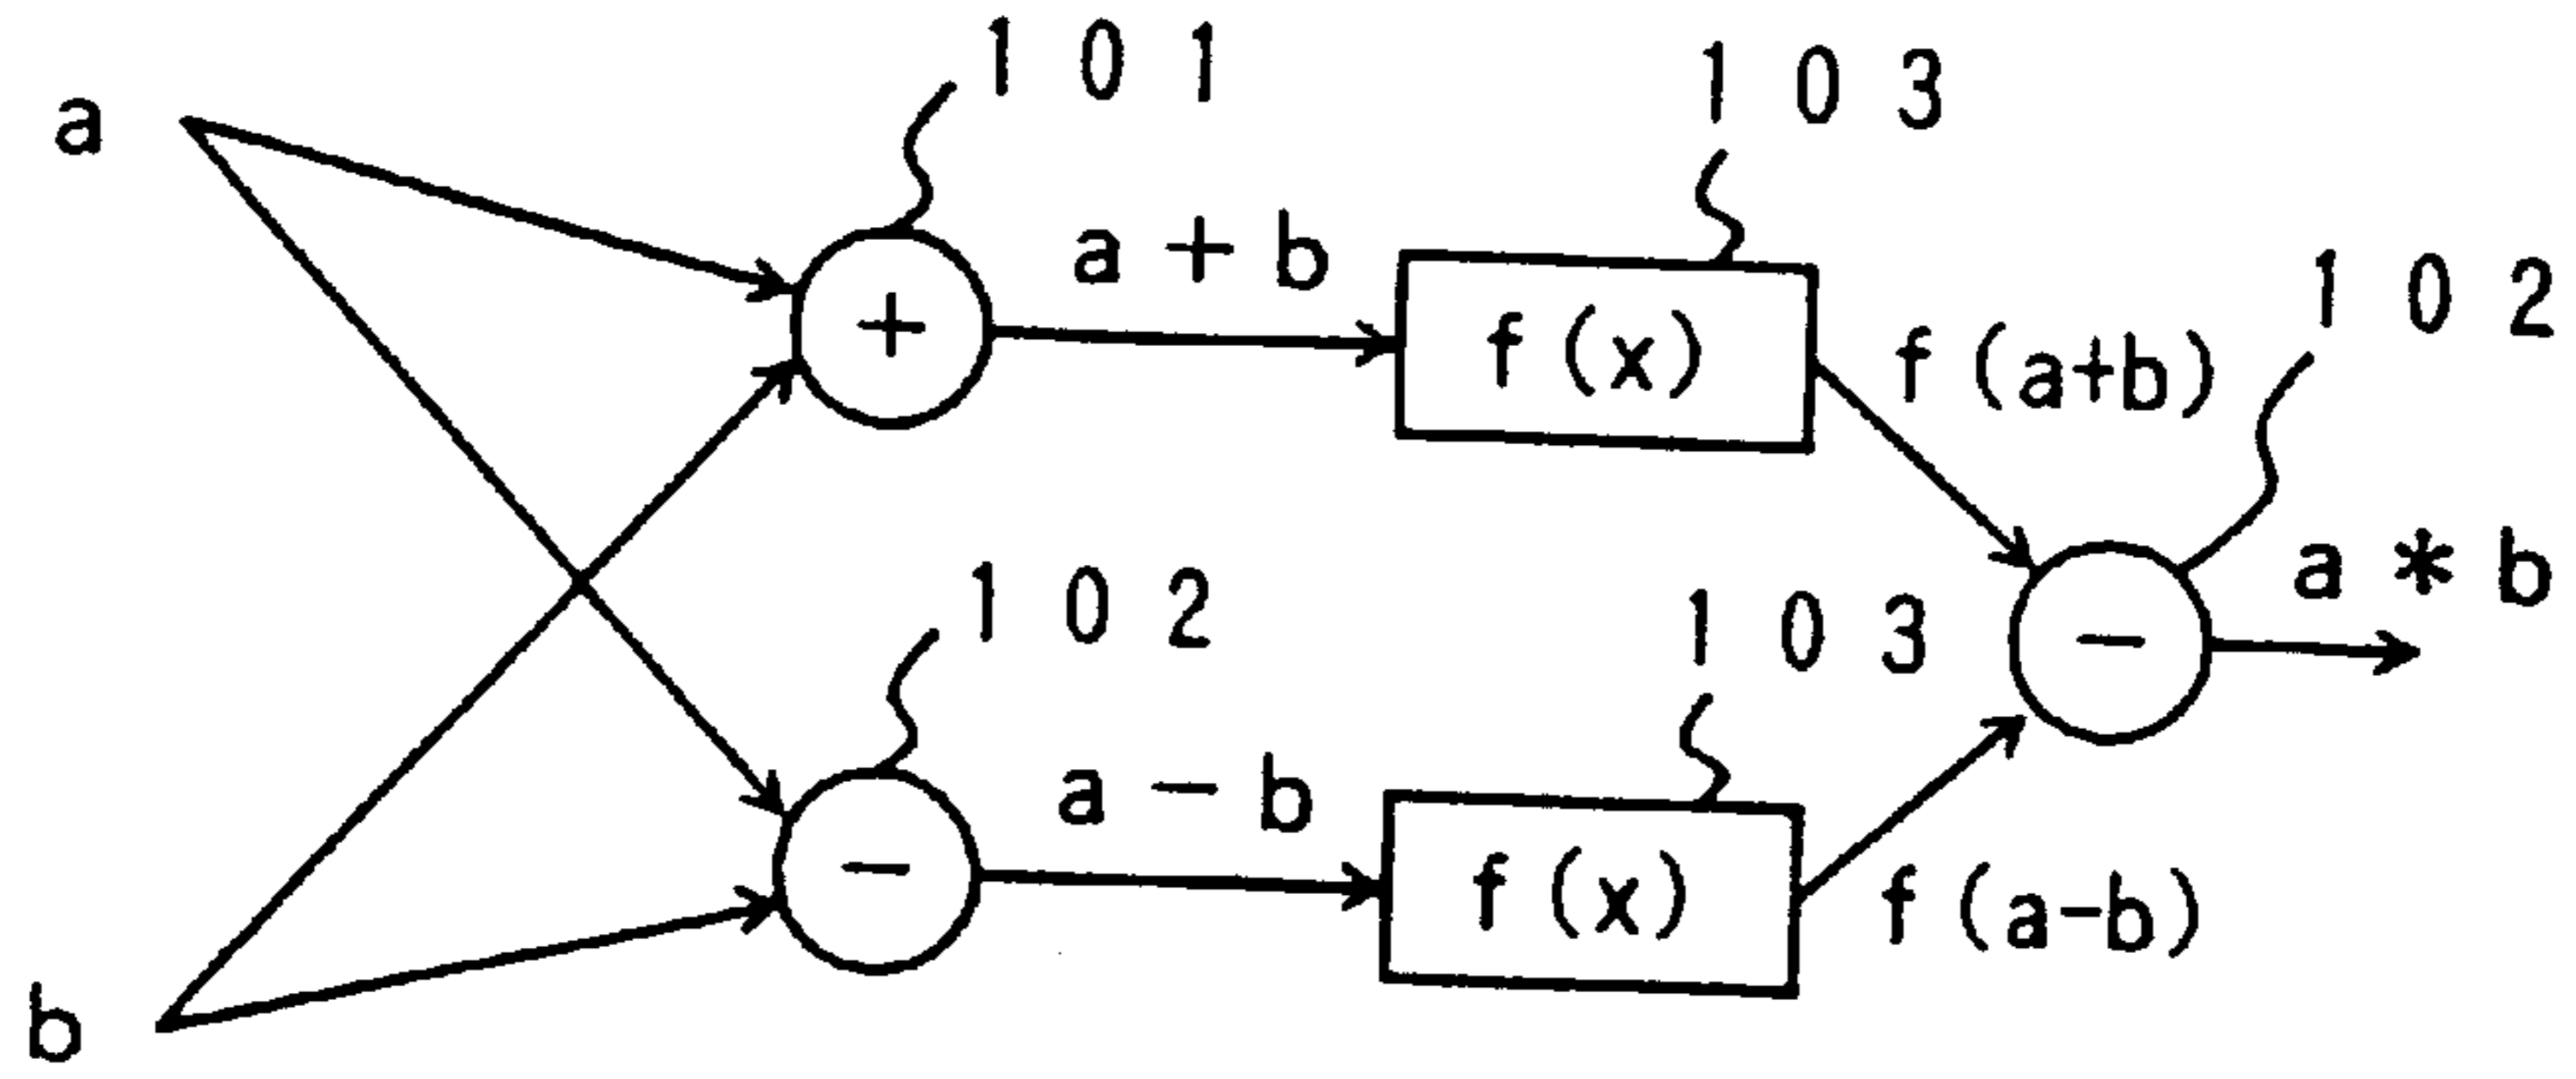 a
1 0 1
1 0 3
+
a + b
f (x)
f (a+b)
1 0 2
1 0 2
-
a * b
1 0 3
-
a - b
f (x)
f (a-b)
b